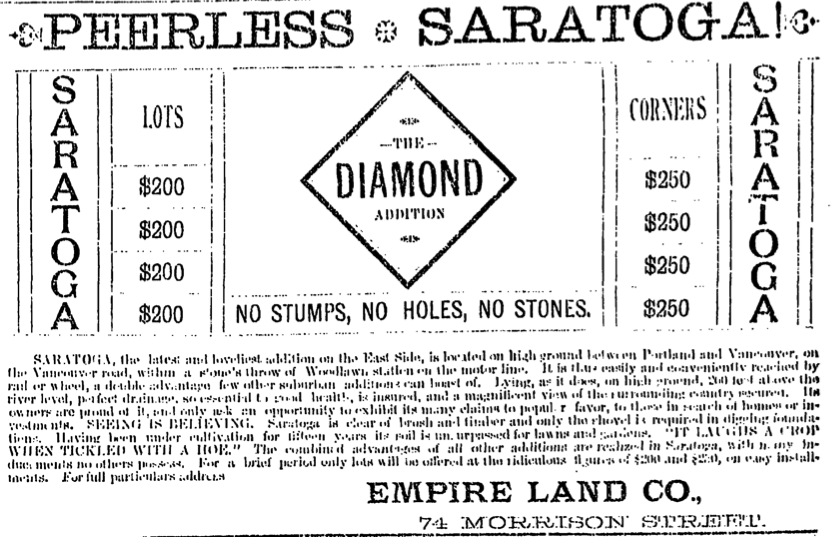 PEERLESS SARATOGA!
SARATOGA
LOTS
$200
$200
$200
$200
—THE—
DIAMOND
ADDITION
NO STUMPS, NO HOLES, NO STONES.
CORNERS
$250
$250
$250
$250
SARATOGA
SARATOGA, the latest and loveliest addition on the East Side, is located on high ground between Portland and Vancouver, on
the Vancouver road, within a stone's throw of Woodlawn station on the motor line. It is thus easily and conveniently reached by
rail or wheel, a double advantage few other suburban additions can boast of. Lying, as it does, on high ground, 200 feet above the
river level, perfect drainage, so essential to good health, is insured, and a magnificent view of the surrounding country secured. Its
owners are proud of it, and only ask an opportunity to exhibit its many claims to popular favor, to those in search of homes or in-
vestments. SEEING IS BELIEVING. Saratoga is clear of brush and timber and only the shovel is required in digging founda-
tions. Having been under cultivation for fifteen years its soil is unsurpassed for lawns and gardens. "IT LAUGHS A CROP
WHEN TICKLED WITH A HOE." The combined advantages of all other additions are realized in Saratoga, with many in-
ducements no others possess. For a brief period only lots will be offered at the ridiculous figures of $200 and $250, on easy install-
ments. For full particulars address
EMPIRE LAND CO.,
74 MORRISON STREET.